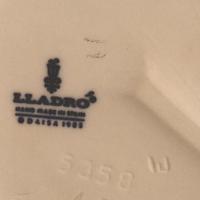 LLADRÓ
HAND MADE IN SPAIN
© DAISA 1985
5358